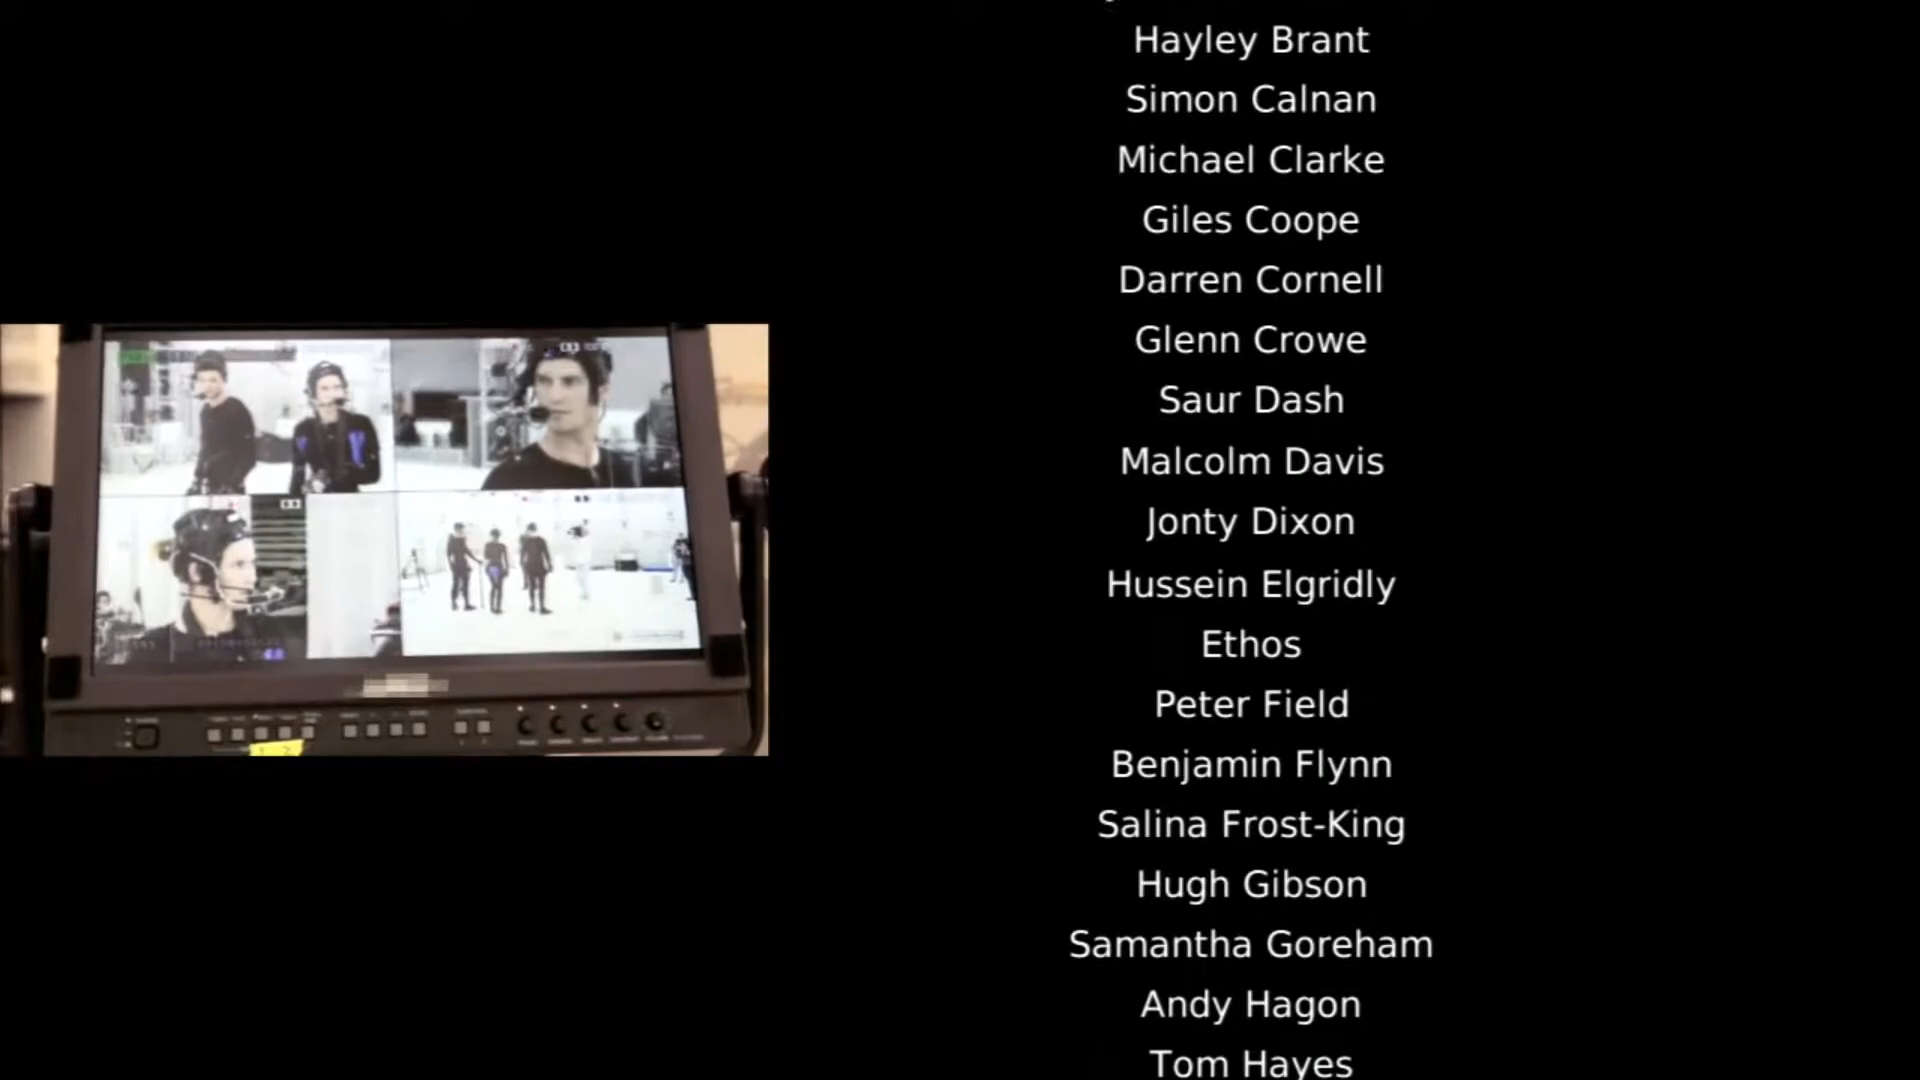 Hayley Brant
Simon Calnan
Michael Clarke
Giles Coope
Darren Cornell
Glenn Crowe
Saur Dash
Malcolm Davis
Jonty Dixon
Hussein Elgridly
Ethos
Peter Field
Benjamin Flynn
Salina Frost-King
Hugh Gibson
Samantha Goreham
Andy Hagon
Tom Hayes